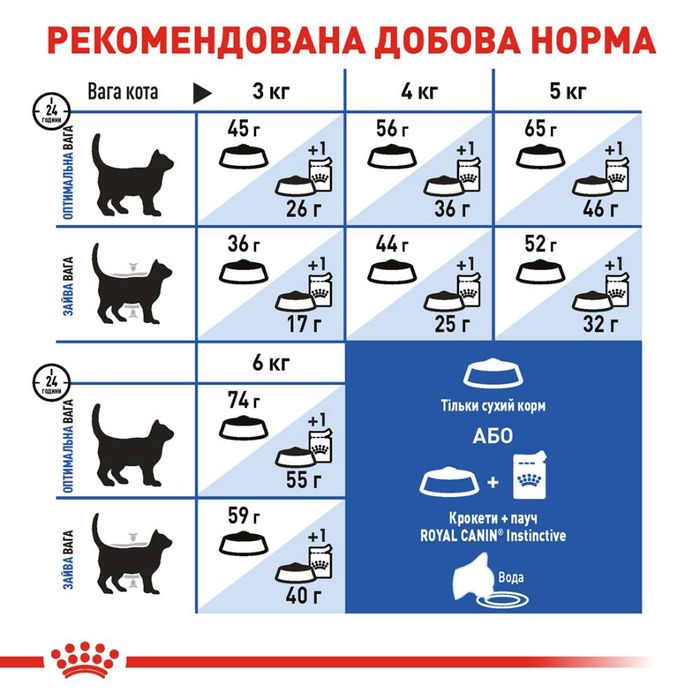 РЕКОМЕНДОВАНА ДОБОВА НОРМА
24
ГОДИНИ
Вага кота
3 кг
4 кг
5 кг
ОПТИМАЛЬНА ВАГА
45 г
+1
26 г
56 г
+1
36 г
65 г
+1
46 г
ЗАЙВА ВАГА
36 г
+1
17 г
44 г
+1
25 г
52 г
+1
32 г
24
ГОДИНИ
6 кг
ОПТИМАЛЬНА ВАГА
74 г
+1
55 г
ЗАЙВА ВАГА
59 г
+1
40 г
Тільки сухий корм
АБО
+
Крокети + пауч
ROYAL CANIN® Instinctive
Вода